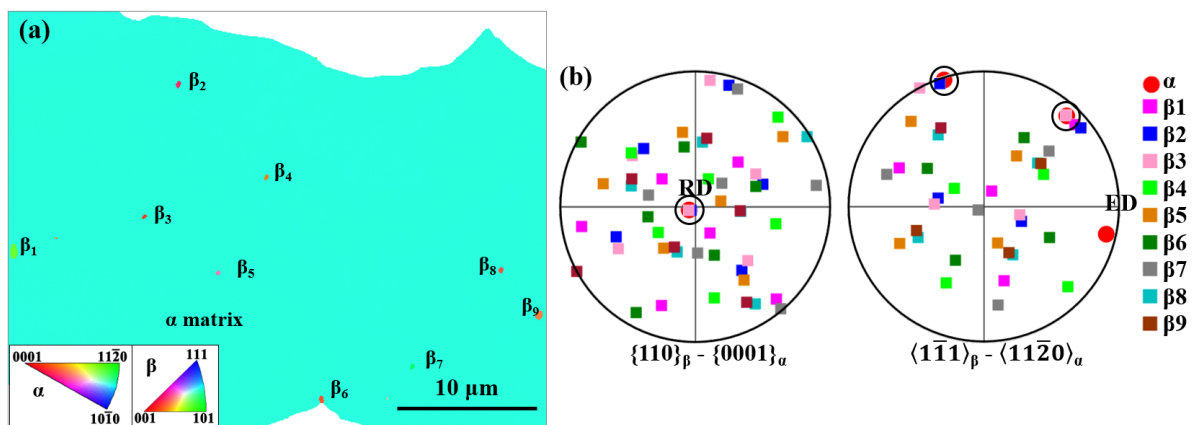 (a)
β₂
β₄
β₃
β₁
β₅
β₈
β₉
α matrix
β₇
β₆
0001
112̅0
α
101̅0
β
111
001
101
10 μm
(b)
RD
ED
{110}β - {0001}α
⟨11̅1⟩β - ⟨112̅0⟩α
α
β1
β2
β3
β4
β5
β6
β7
β8
β9